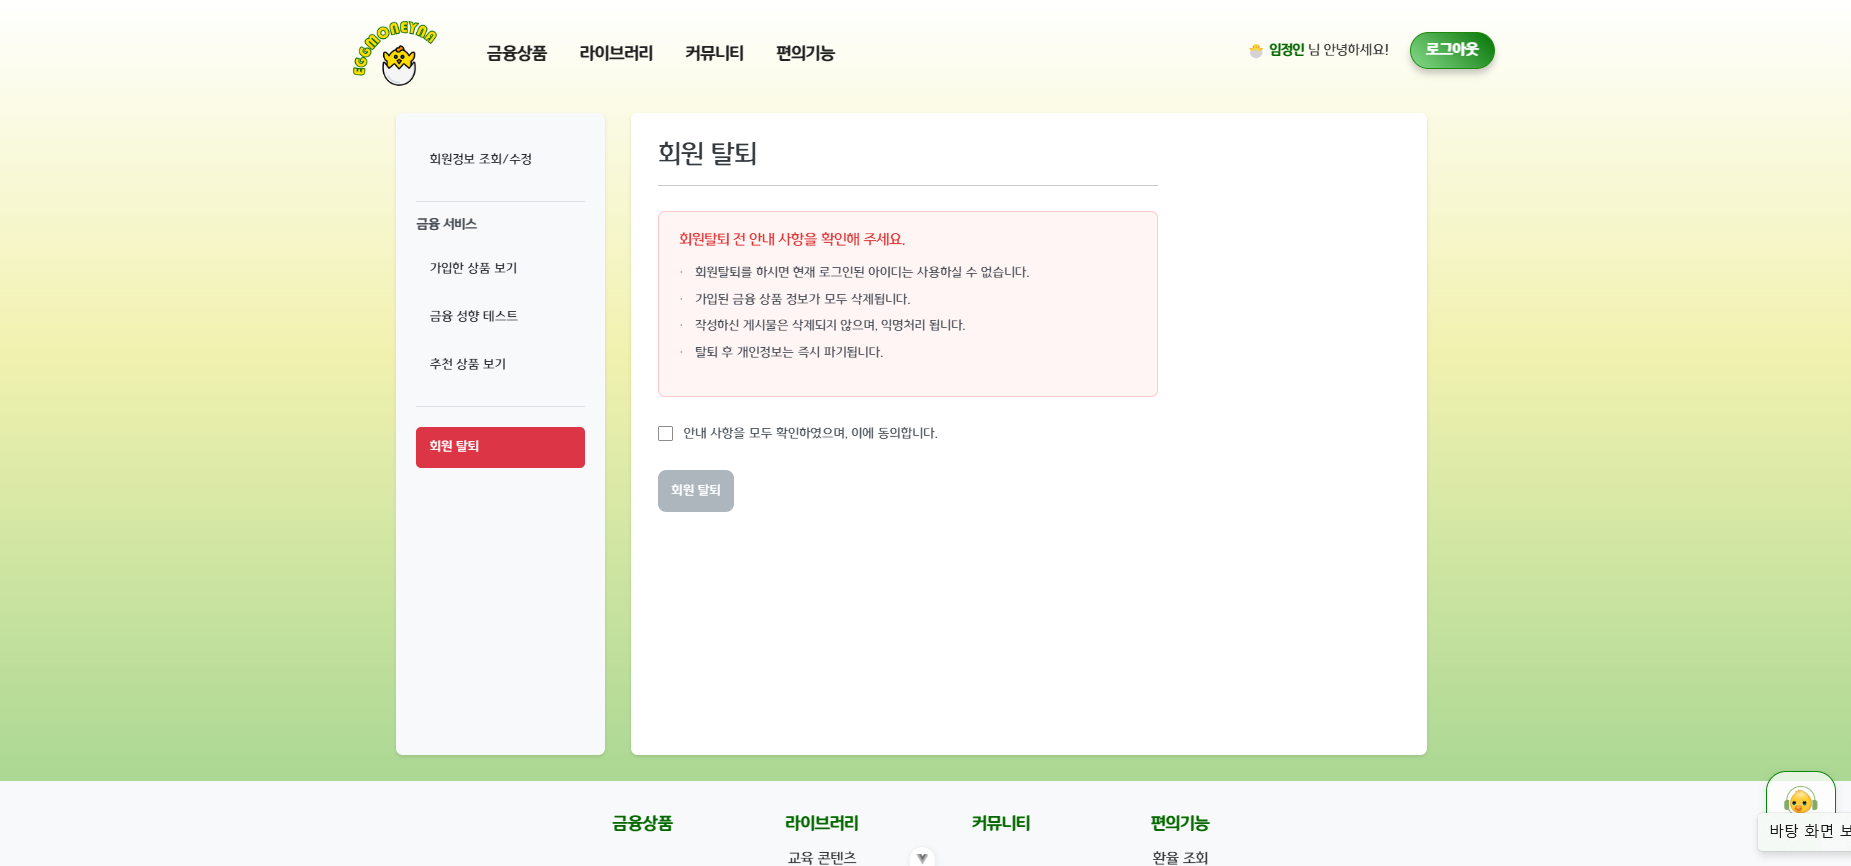 EGGMONEYNA
금융상품
라이브러리
커뮤니티
편의기능
임정인 님 안녕하세요!
로그아웃
회원정보 조회/수정
금융 서비스
가입한 상품 보기
금융 성향 테스트
추천 상품 보기
회원 탈퇴
회원 탈퇴
회원탈퇴 전 안내 사항을 확인해 주세요.
· 회원탈퇴를 하시면 현재 로그인된 아이디는 사용하실 수 없습니다.
· 가입된 금융 상품 정보가 모두 삭제됩니다.
· 작성하신 게시물은 삭제되지 않으며, 익명처리 됩니다.
· 탈퇴 후 개인정보는 즉시 파기됩니다.
안내 사항을 모두 확인하였으며, 이에 동의합니다.
회원 탈퇴
금융상품
라이브러리
커뮤니티
편의기능
교육 콘텐츠
환율 조회
바탕 화면 보